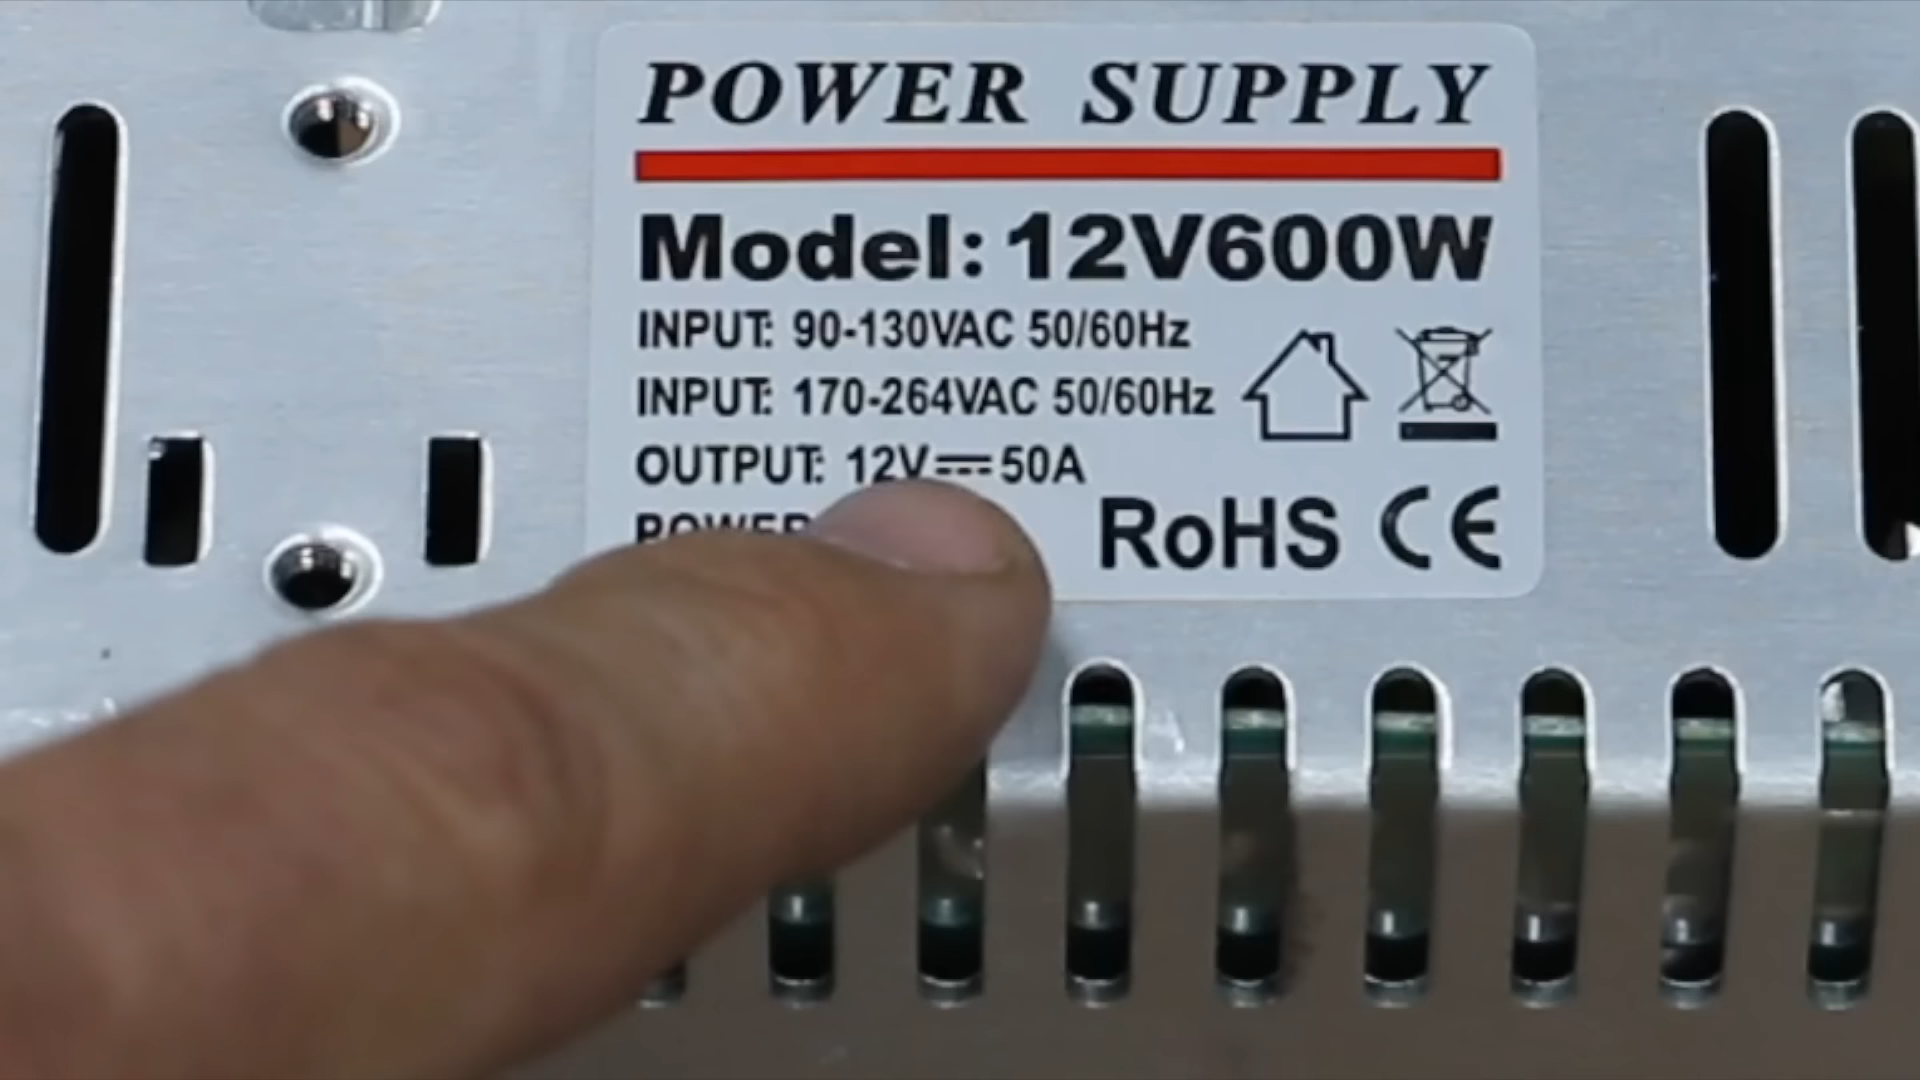 POWER SUPPLY
Model: 12V600W
INPUT: 90-130VAC 50/60Hz
INPUT: 170-264VAC 50/60Hz
OUTPUT: 12V⎓50A
POWER
RoHS CE